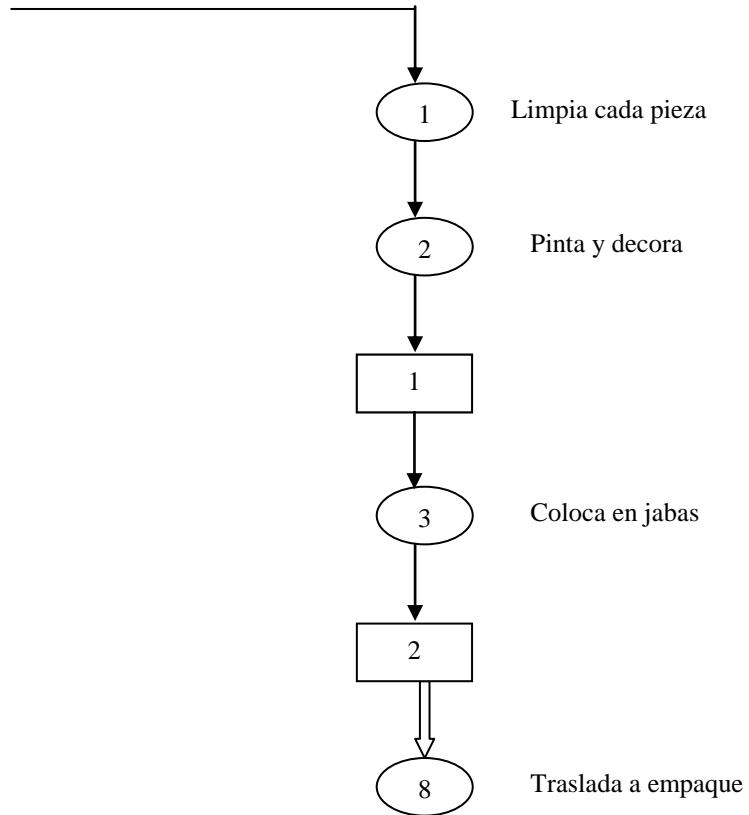 1 Limpia cada pieza
2 Pinta y decora
1
3 Coloca en jabas
2
8 Traslada a empaque